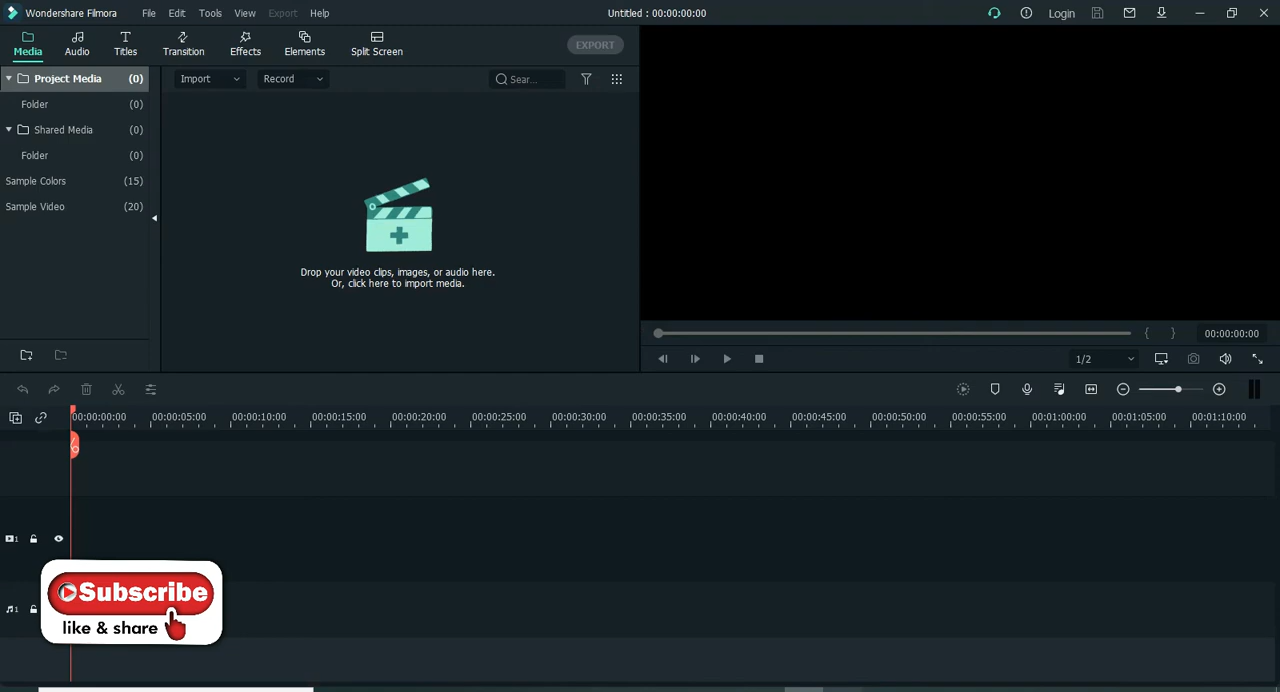 Wondershare Filmora File Edit Tools View Export Help Untitled : 00:00:00:00 Login
Media Audio Titles Transition Effects Elements Split Screen EXPORT
Project Media (0)
Import Record Sear...
Folder (0)
Shared Media (0)
Folder (0)
Sample Colors (15)
Sample Video (20)
Drop your video clips, images, or audio here.
Or, click here to import media.
{ } 00:00:00:00
1/2
00:00:00:00 00:00:05:00 00:00:10:00 00:00:15:00 00:00:20:00 00:00:25:00 00:00:30:00 00:00:35:00 00:00:40:00 00:00:45:00 00:00:50:00 00:00:55:00 00:01:00:00 00:01:05:00 00:01:10:00
1
1
Subscribe
like & share